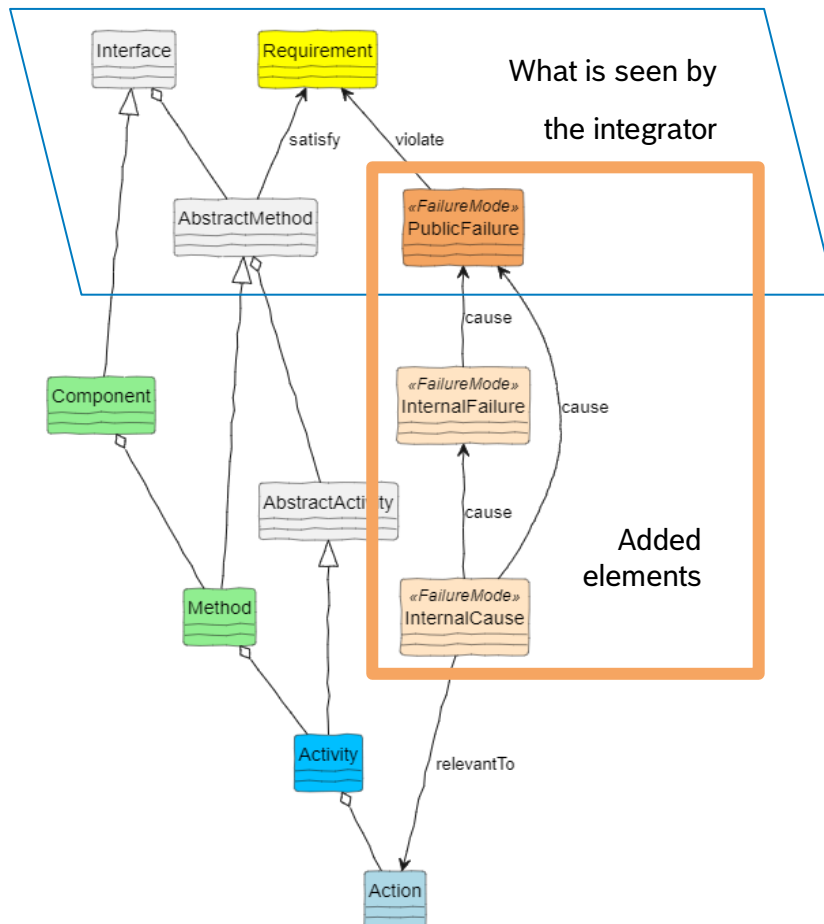 Interface
Requirement
What is seen by
the integrator
satisfy
violate
AbstractMethod
«FailureMode»
PublicFailure
cause
Component
«FailureMode»
InternalFailure
cause
AbstractActivity
cause
Added
elements
Method
«FailureMode»
InternalCause
Activity
relevantTo
Action